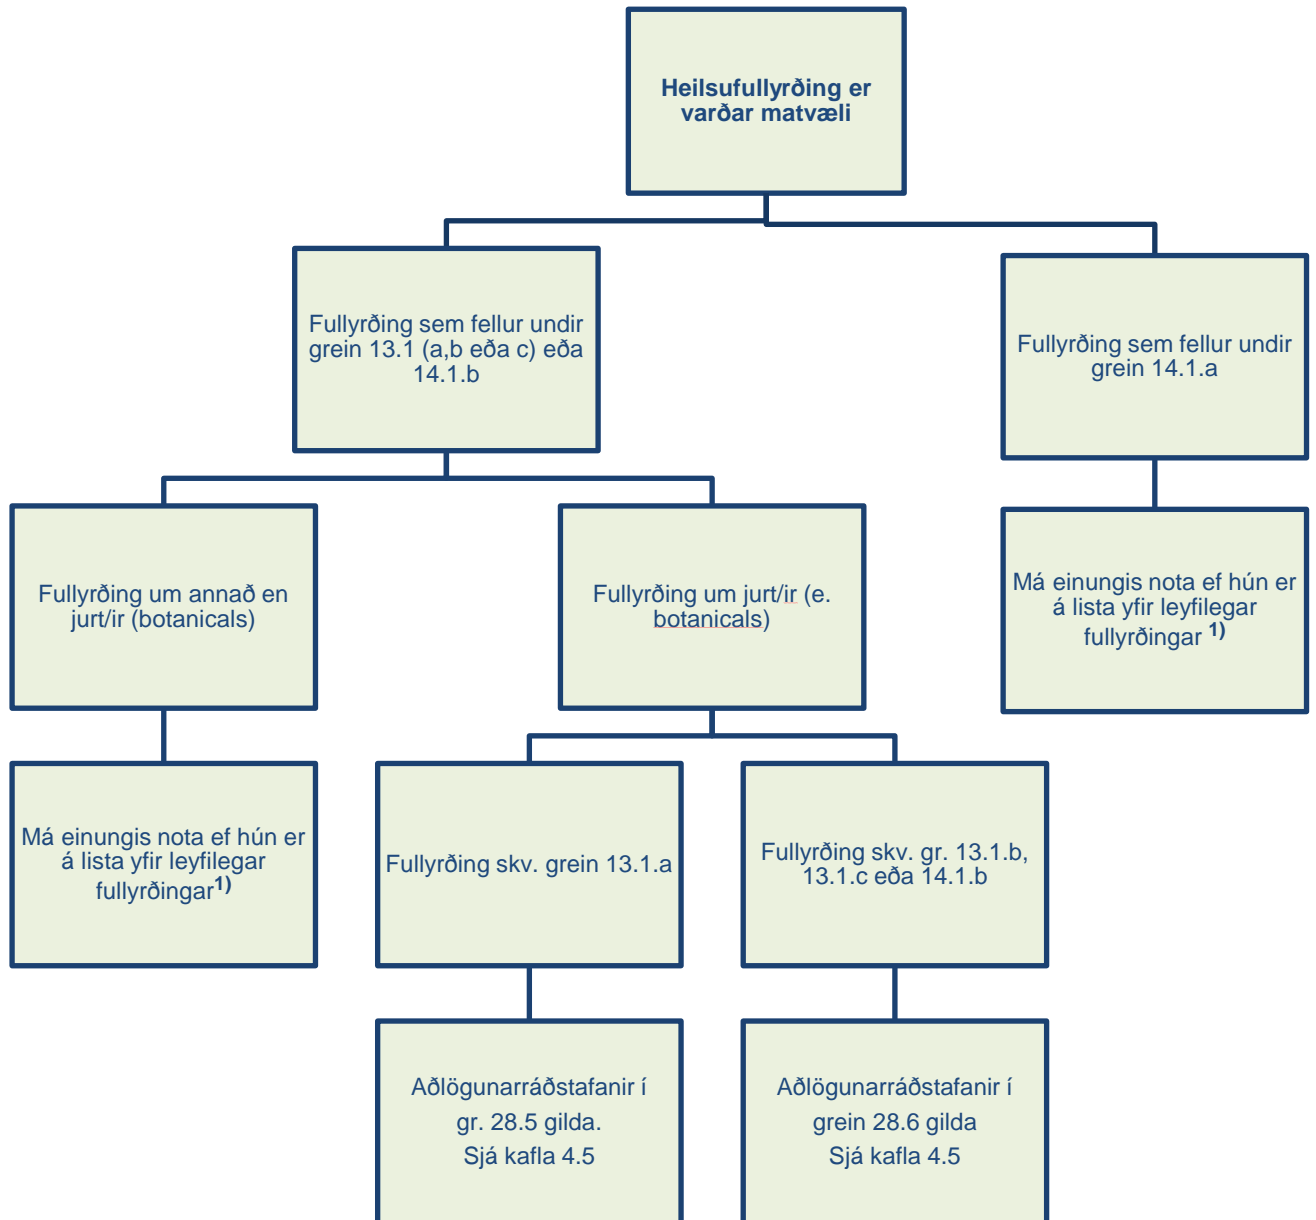 Heilsufullyrðing er
varðar matvæli
Fullyrðing sem fellur undir
grein 13.1 (a,b eða c) eða
14.1.b
Fullyrðing sem fellur undir
grein 14.1.a
Fullyrðing um annað en
jurt/ir (botanicals)
Fullyrðing um jurt/ir (e.
botanicals)
Má einungis nota ef hún er
á lista yfir leyfilegar
fullyrðingar 1)
Má einungis nota ef hún er
á lista yfir leyfilegar
fullyrðingar1)
Fullyrðing skv. grein 13.1.a
Fullyrðing skv. gr. 13.1.b,
13.1.c eða 14.1.b
Aðlögunarráðstafanir í
gr. 28.5 gilda.
Sjá kafla 4.5
Aðlögunarráðstafanir í
grein 28.6 gilda
Sjá kafla 4.5